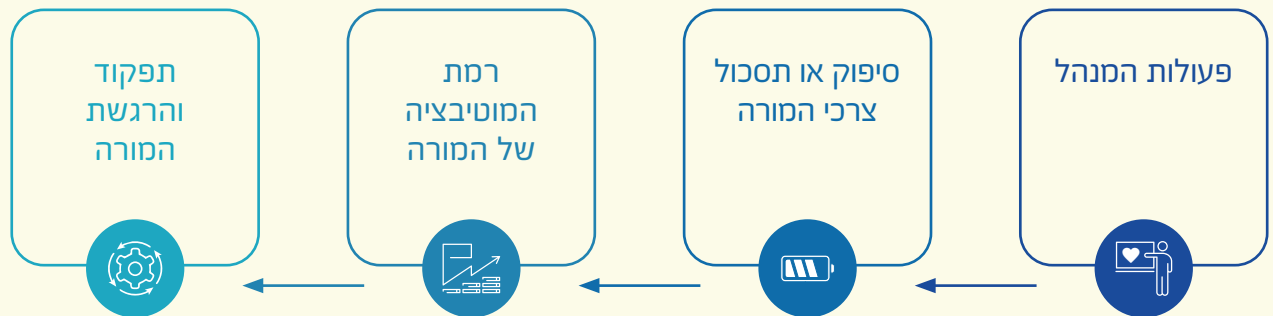 פעולות המנהל
סיפוק או תסכול
צרכי המורה
רמת
המוטיבציה
של המורה
תפקוד
והרגשת
המורה